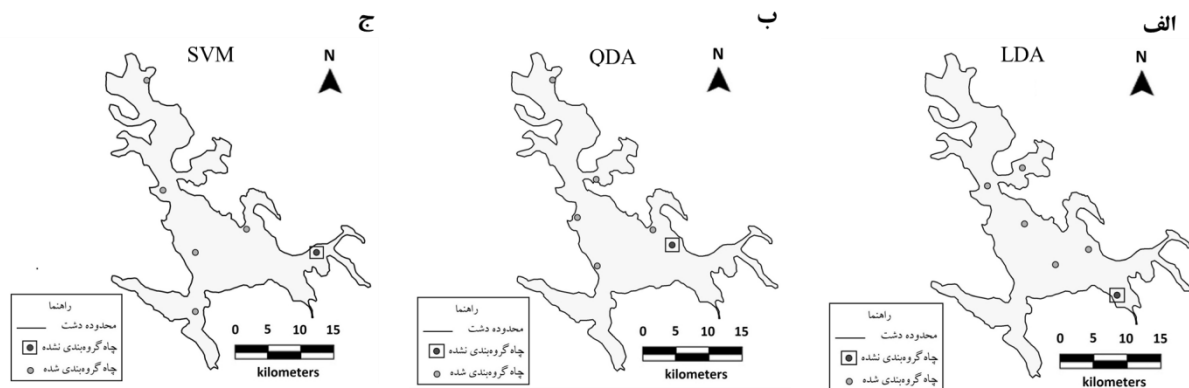 الف
LDA
N
راهنما
محدوده دشت
چاه گروه‌بندی نشده
چاه گروه‌بندی شده
0 5 10 15
kilometers
ب
QDA
N
راهنما
محدوده دشت
چاه گروه‌بندی نشده
چاه گروه‌بندی شده
0 5 10 15
kilometers
ج
SVM
N
راهنما
محدوده دشت
چاه گروه‌بندی نشده
چاه گروه‌بندی شده
0 5 10 15
kilometers